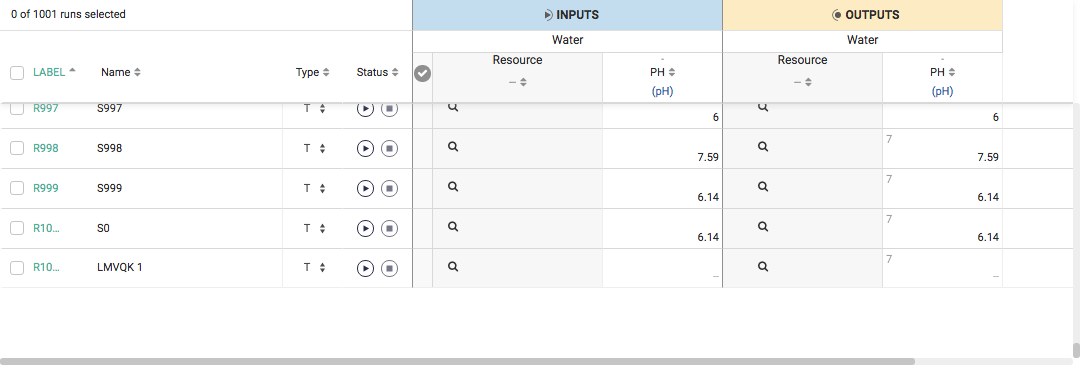 0 of 1001 runs selected
INPUTS
OUTPUTS
Water
Water
LABEL Name Type Status
Resource
–
PH
(pH)
Resource
–
-
PH
(pH)
R997 S997 T 6 6
R998 S998 T 7.59 7 7.59
R999 S999 T 6.14 7 6.14
R10... S0 T 6.14 7 6.14
R10... LMVQK 1 T – 7 –